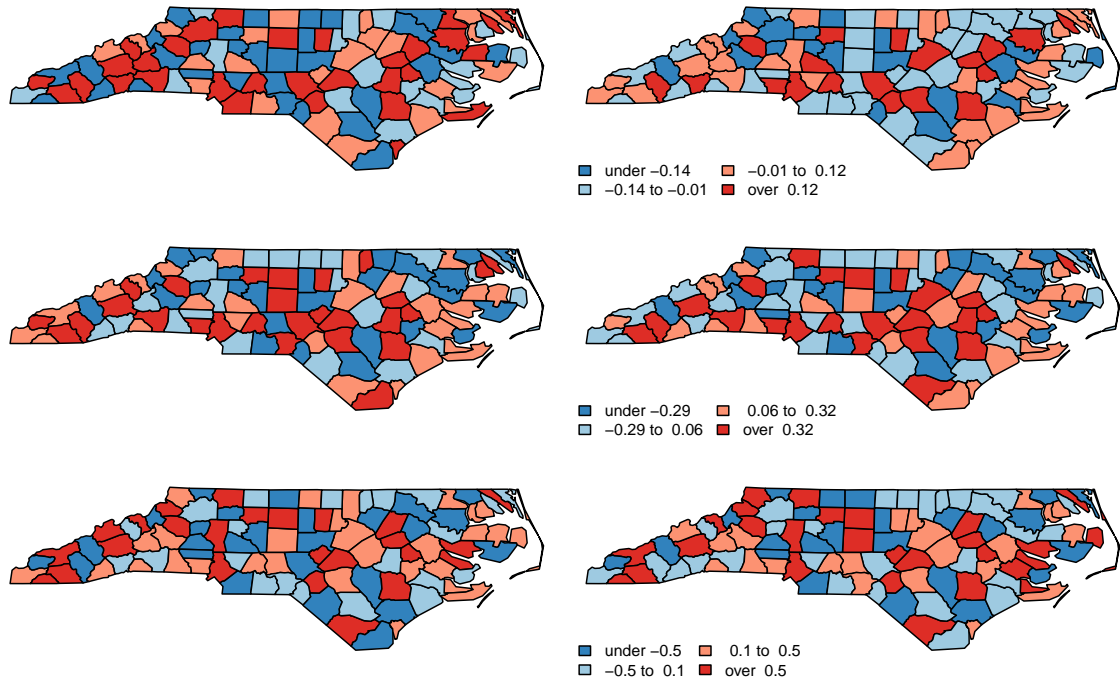 under −0.14 −0.01 to 0.12
−0.14 to −0.01 over 0.12
under −0.29 0.06 to 0.32
−0.29 to 0.06 over 0.32
under −0.5 0.1 to 0.5
−0.5 to 0.1 over 0.5